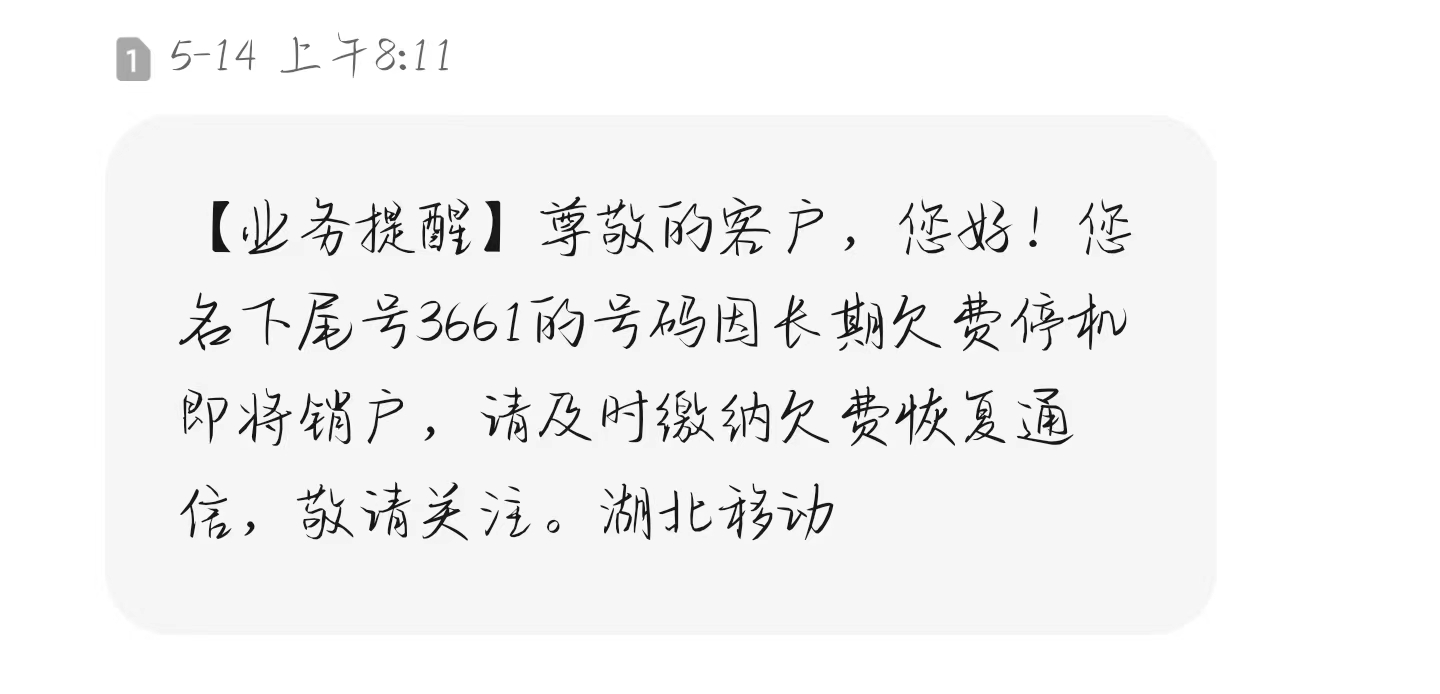 1 5-14 上午8:11
【业务提醒】尊敬的客户，您好！您
名下尾号3661的号码因长期欠费停机
即将销户，请及时缴纳欠费恢复通
信，敬请关注。湖北移动